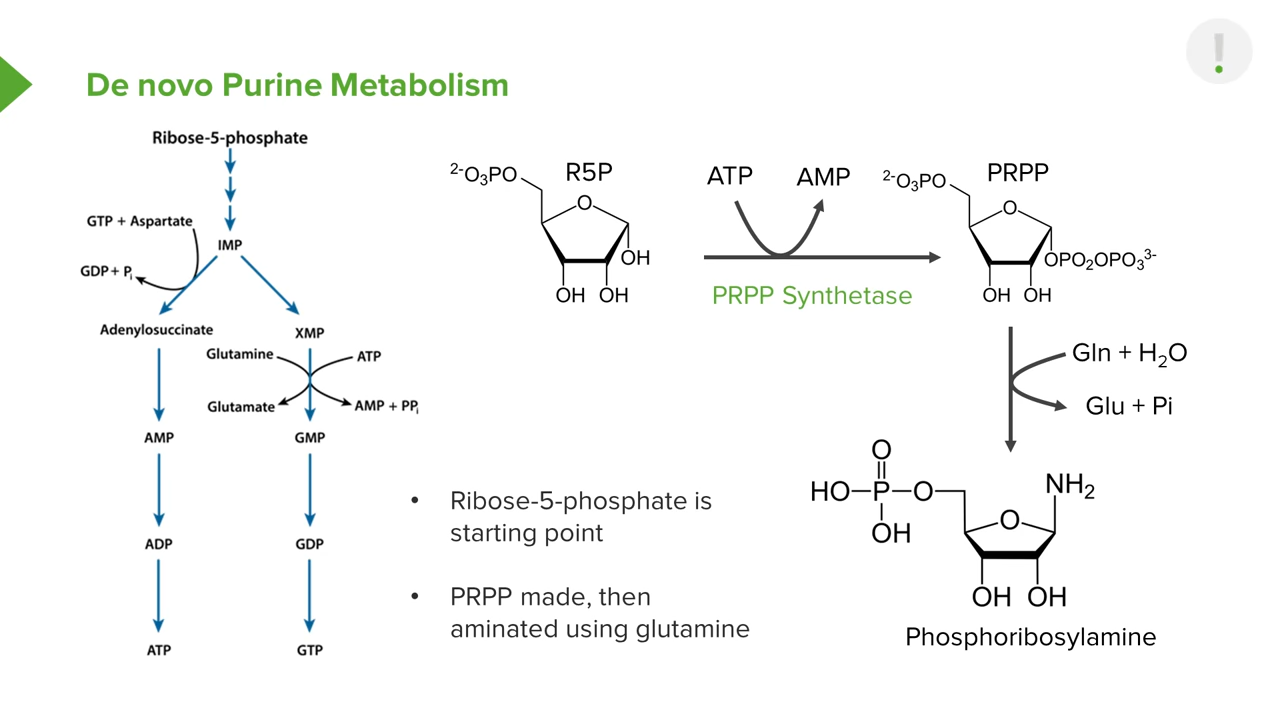 De novo Purine Metabolism
Ribose-5-phosphate
GTP + Aspartate
IMP
GDP + Pi
Adenylosuccinate
XMP
Glutamine
ATP
Glutamate
AMP + PPi
AMP
GMP
ADP
GDP
ATP
GTP
2-O3PO
R5P
O
OH
OH OH
ATP
AMP
PRPP Synthetase
2-O3PO
PRPP
O
OPO2OPO3 3-
OH OH
Gln + H2O
Glu + Pi
• Ribose-5-phosphate is
starting point
• PRPP made, then
aminated using glutamine
O
HO-P-O
OH
NH2
O
OH OH
Phosphoribosylamine
!